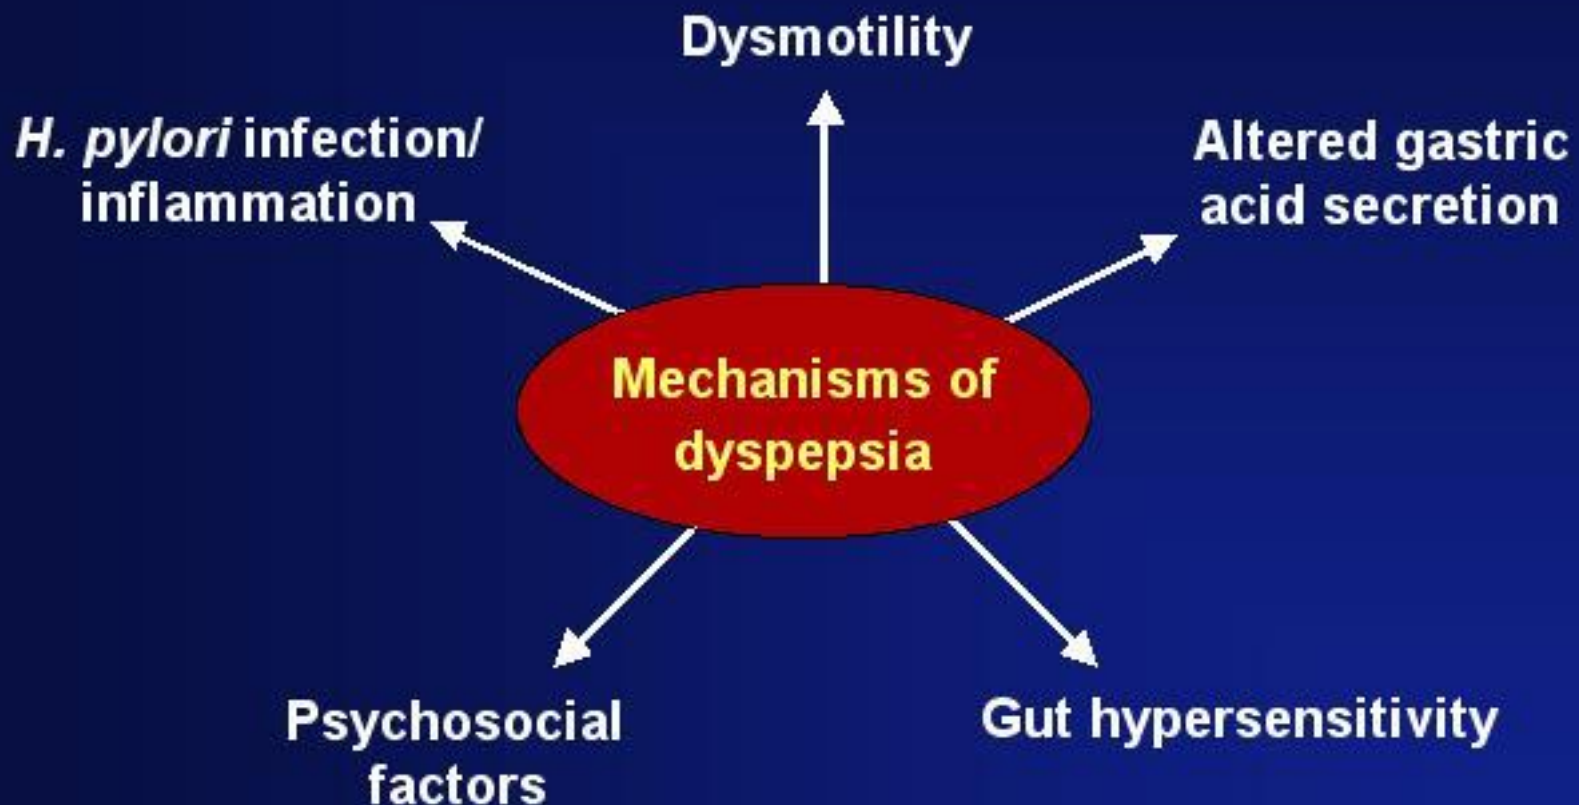 Dysmotility
H. pylori infection/
inflammation
Altered gastric
acid secretion
Mechanisms of
dyspepsia
Psychosocial
factors
Gut hypersensitivity